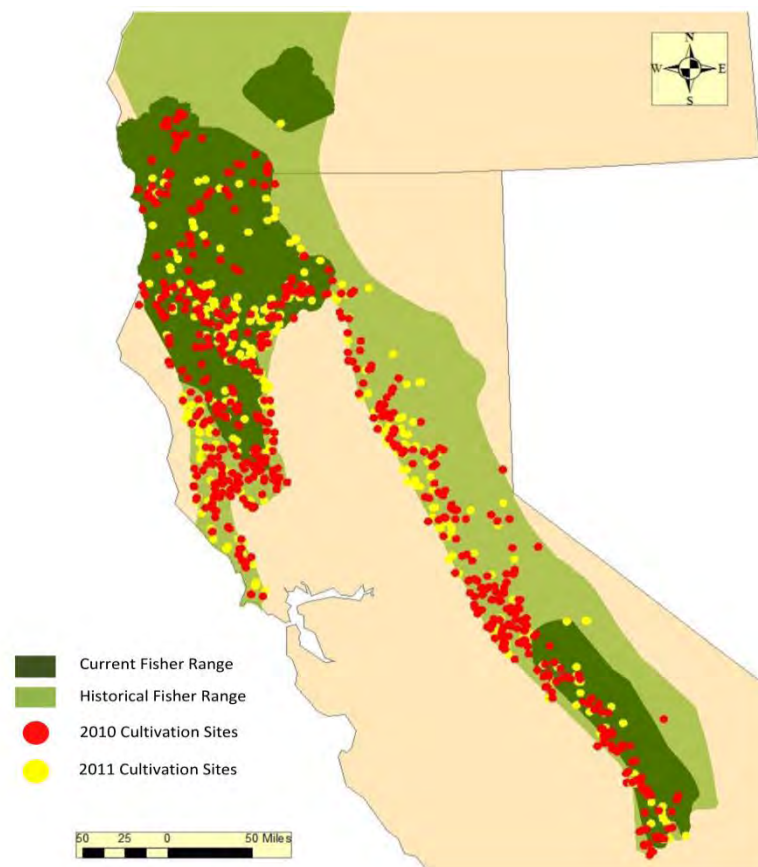 N
W E
S
Current Fisher Range
Historical Fisher Range
2010 Cultivation Sites
2011 Cultivation Sites
50 25 0 50 Miles